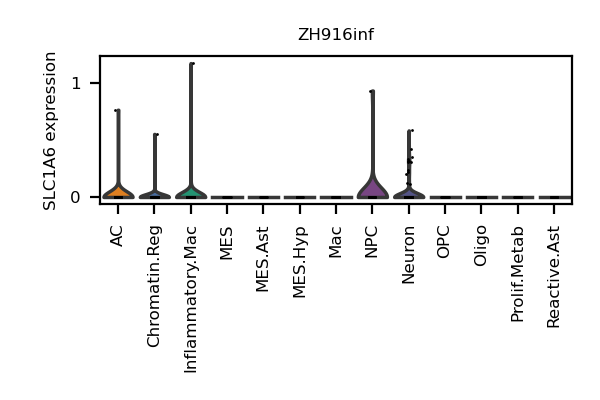 ZH916inf
SLC1A6 expression
1
0
AC
Chromatin.Reg
Inflammatory.Mac
MES
MES.Ast
MES.Hyp
Mac
NPC
Neuron
OPC
Oligo
Prolif.Metab
Reactive.Ast